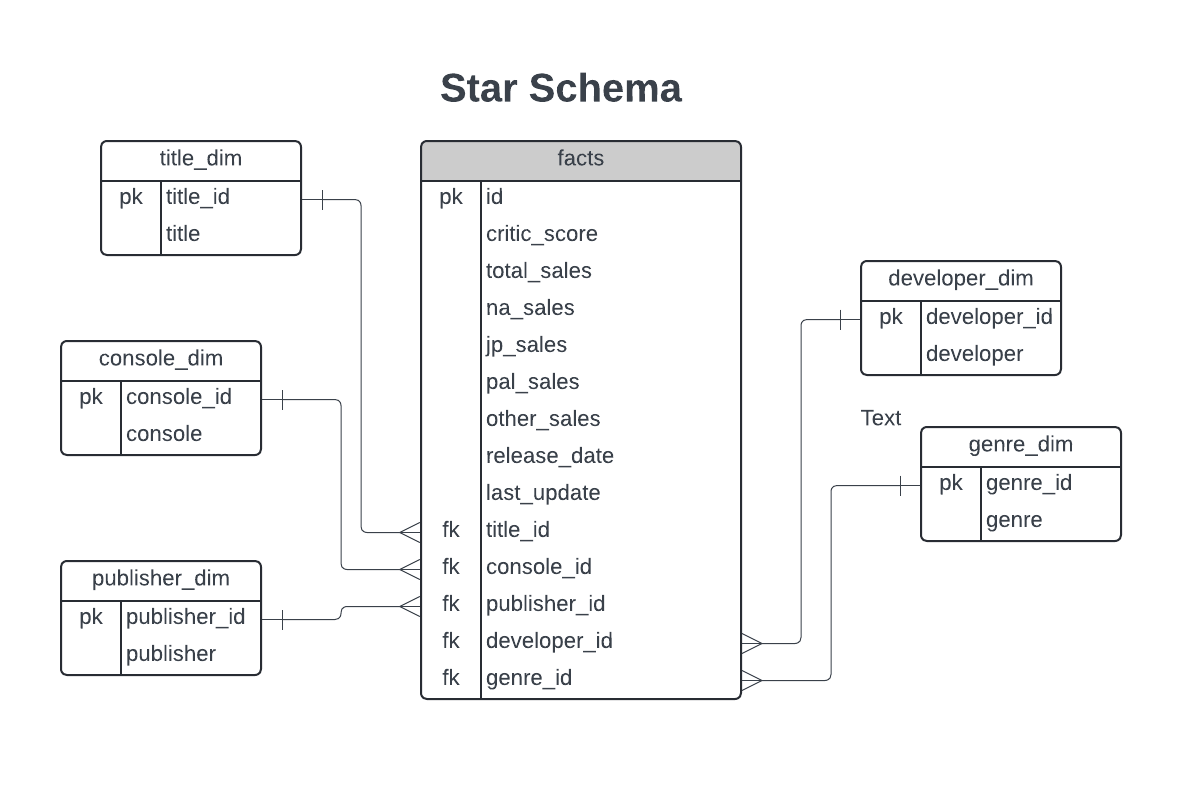 Star Schema
title_dim
pk title_id
title
console_dim
pk console_id
console
publisher_dim
pk publisher_id
publisher
facts
pk id
critic_score
total_sales
na_sales
jp_sales
pal_sales
other_sales
release_date
last_update
fk title_id
fk console_id
fk publisher_id
fk developer_id
fk genre_id
developer_dim
pk developer_id
developer
Text
genre_dim
pk genre_id
genre